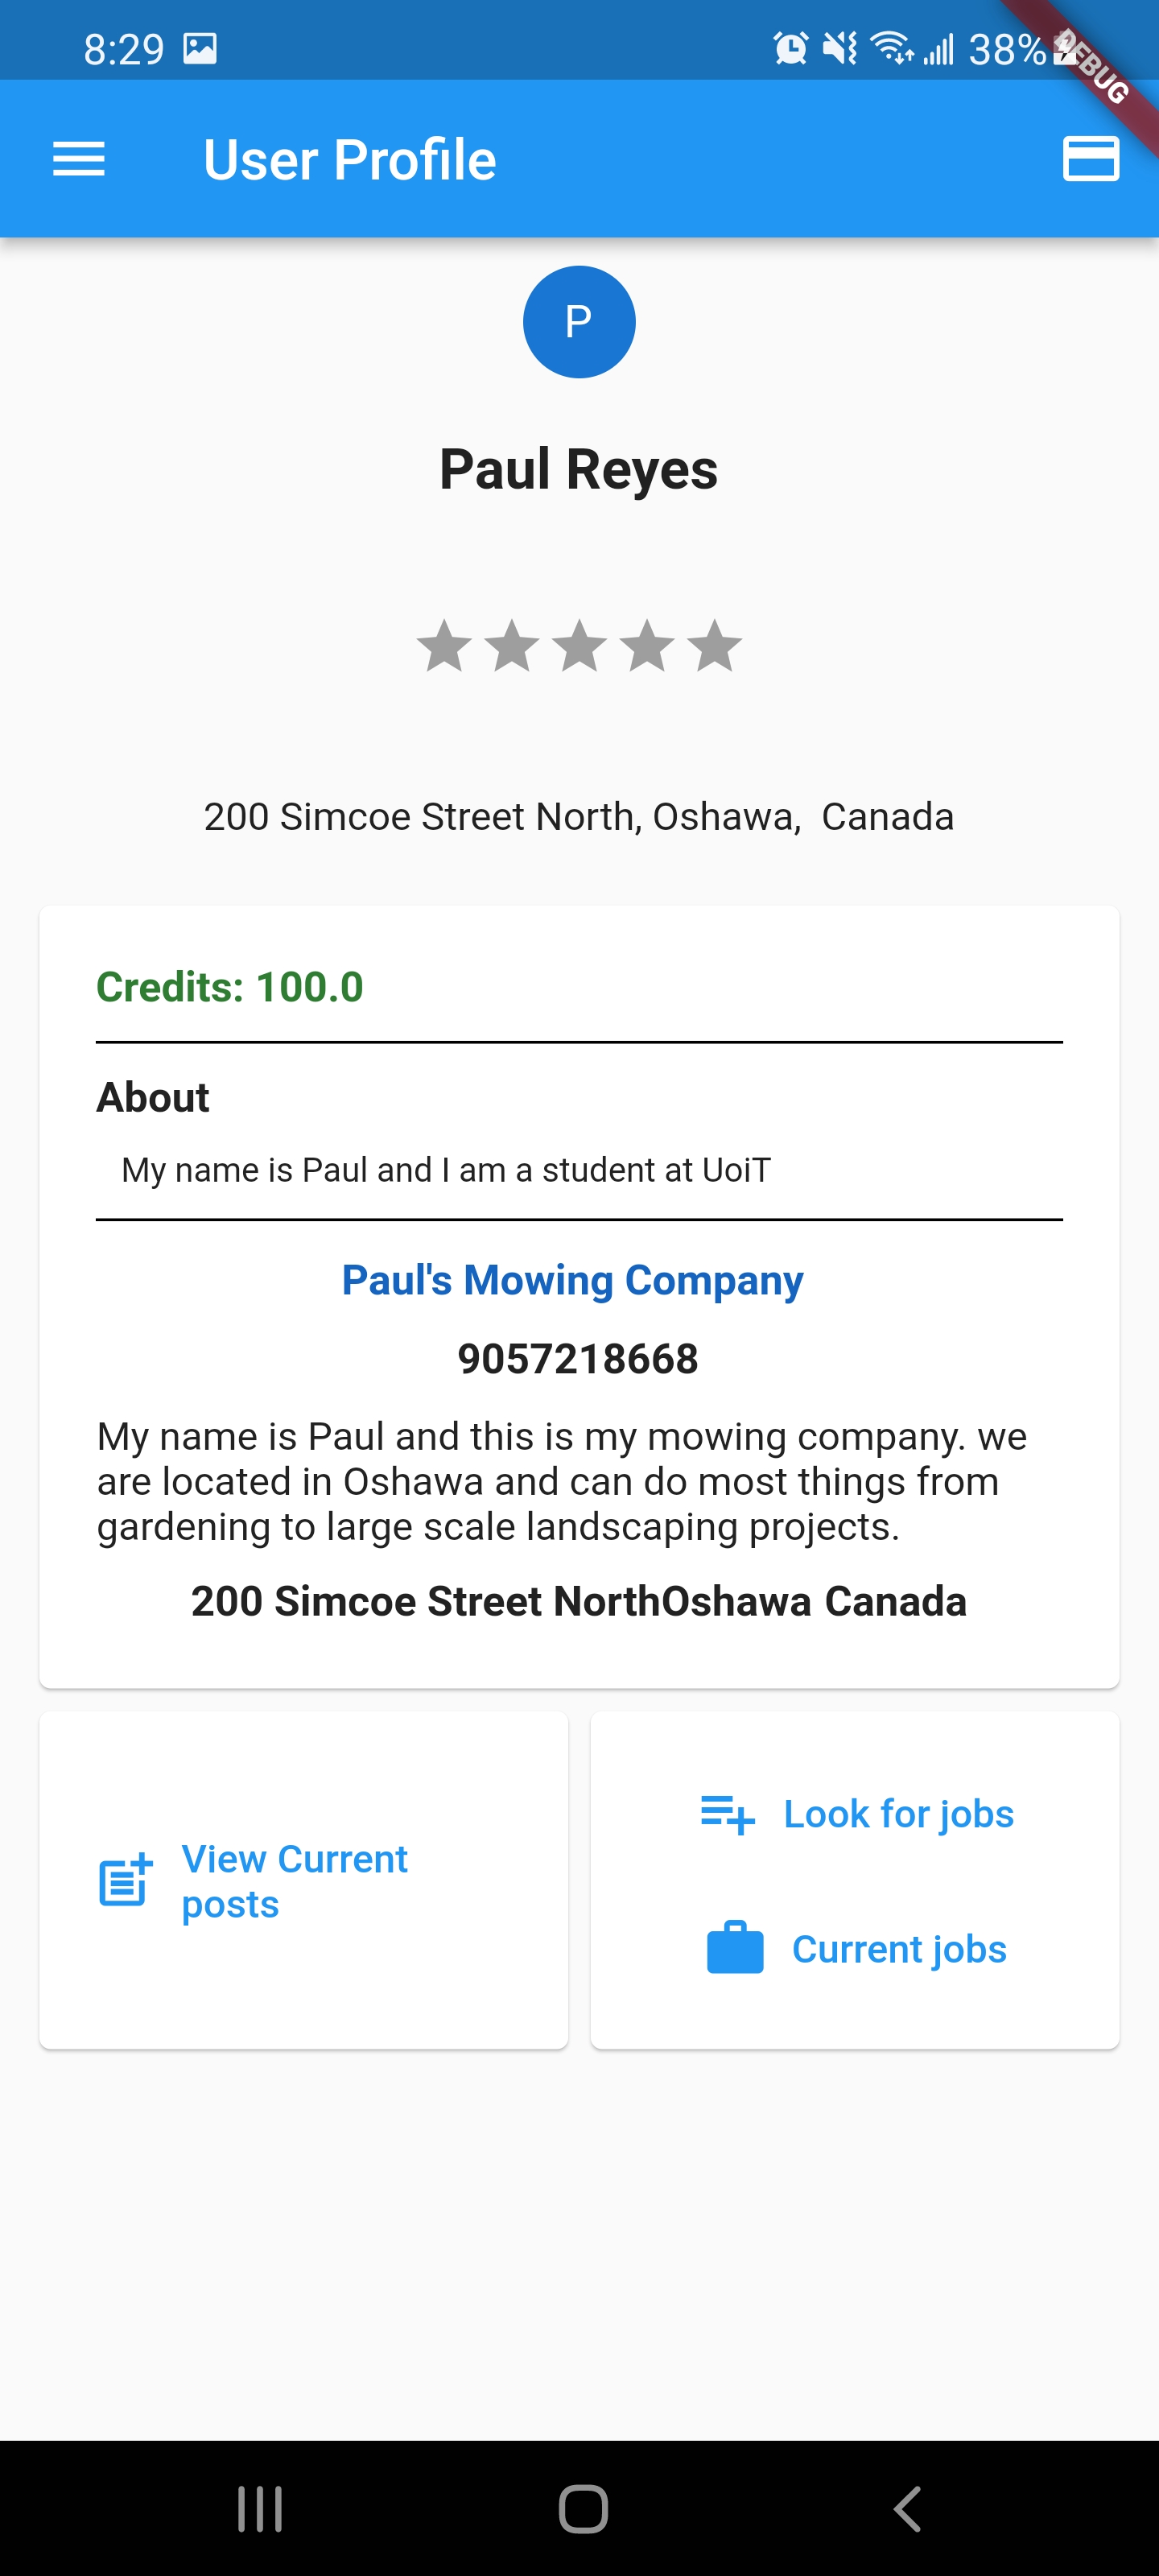 8:29 38%
DEBUG
User Profile
P
Paul Reyes
200 Simcoe Street North, Oshawa,  Canada
Credits: 100.0
About
My name is Paul and I am a student at UoiT
Paul's Mowing Company
9057218668
My name is Paul and this is my mowing company. we
are located in Oshawa and can do most things from
gardening to large scale landscaping projects.
200 Simcoe Street NorthOshawa Canada
View Current
posts
Look for jobs
Current jobs